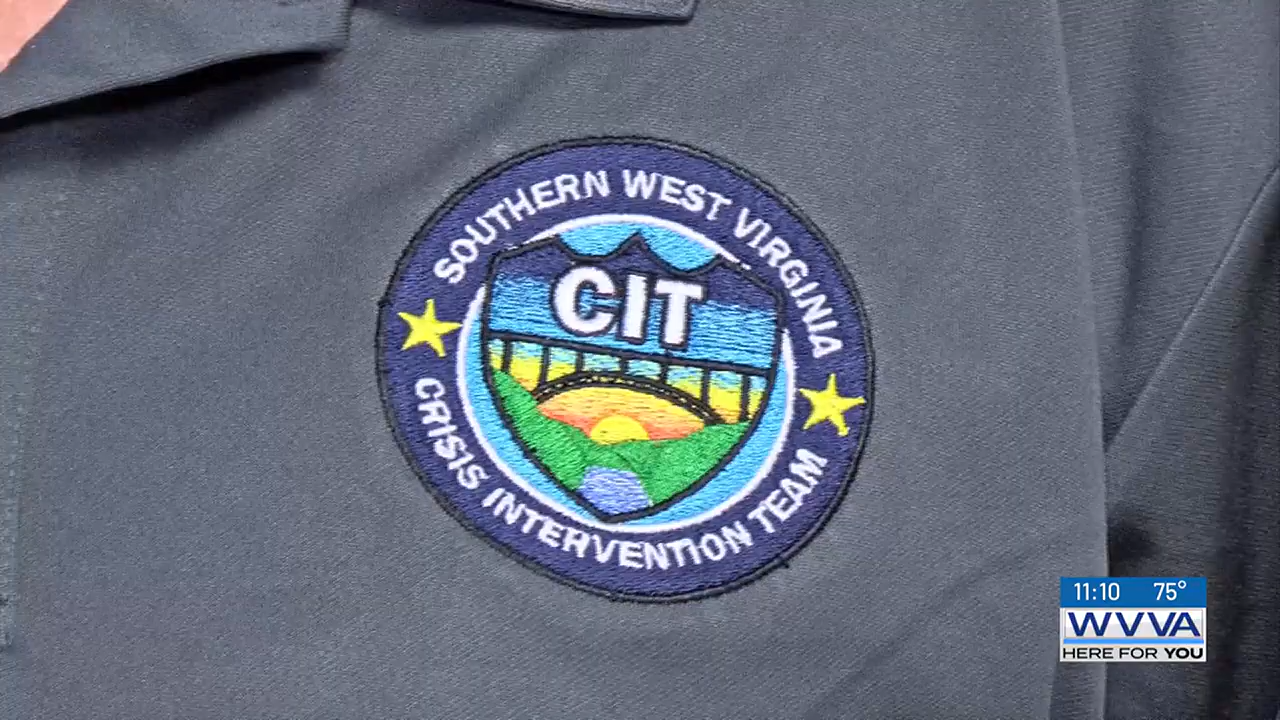 SOUTHERN WEST VIRGINIA
CIT
CRISIS INTERVENTION TEAM
11:10 75°
WVVA
HERE FOR YOU